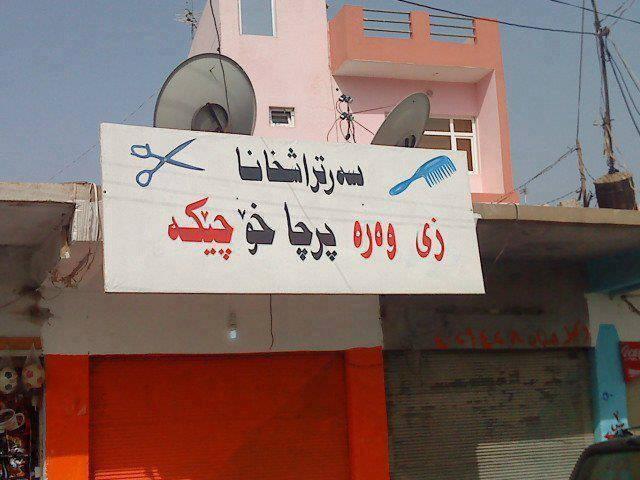 سەرتراشخانا
زی وەرە پرچا خۆ چێکە